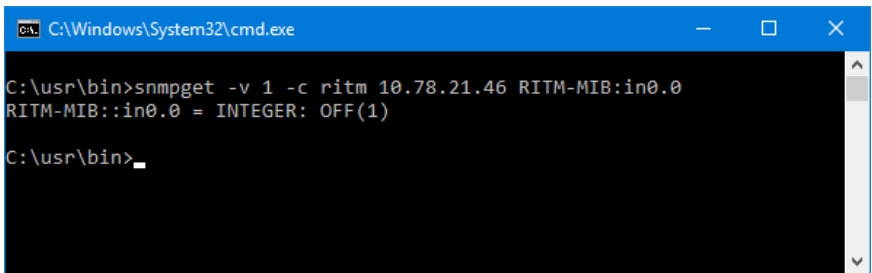 C:\Windows\System32\cmd.exe
C:\usr\bin>snmpget -v 1 -c ritm 10.78.21.46 RITM-MIB:in0.0
RITM-MIB::in0.0 = INTEGER: OFF(1)
C:\usr\bin>